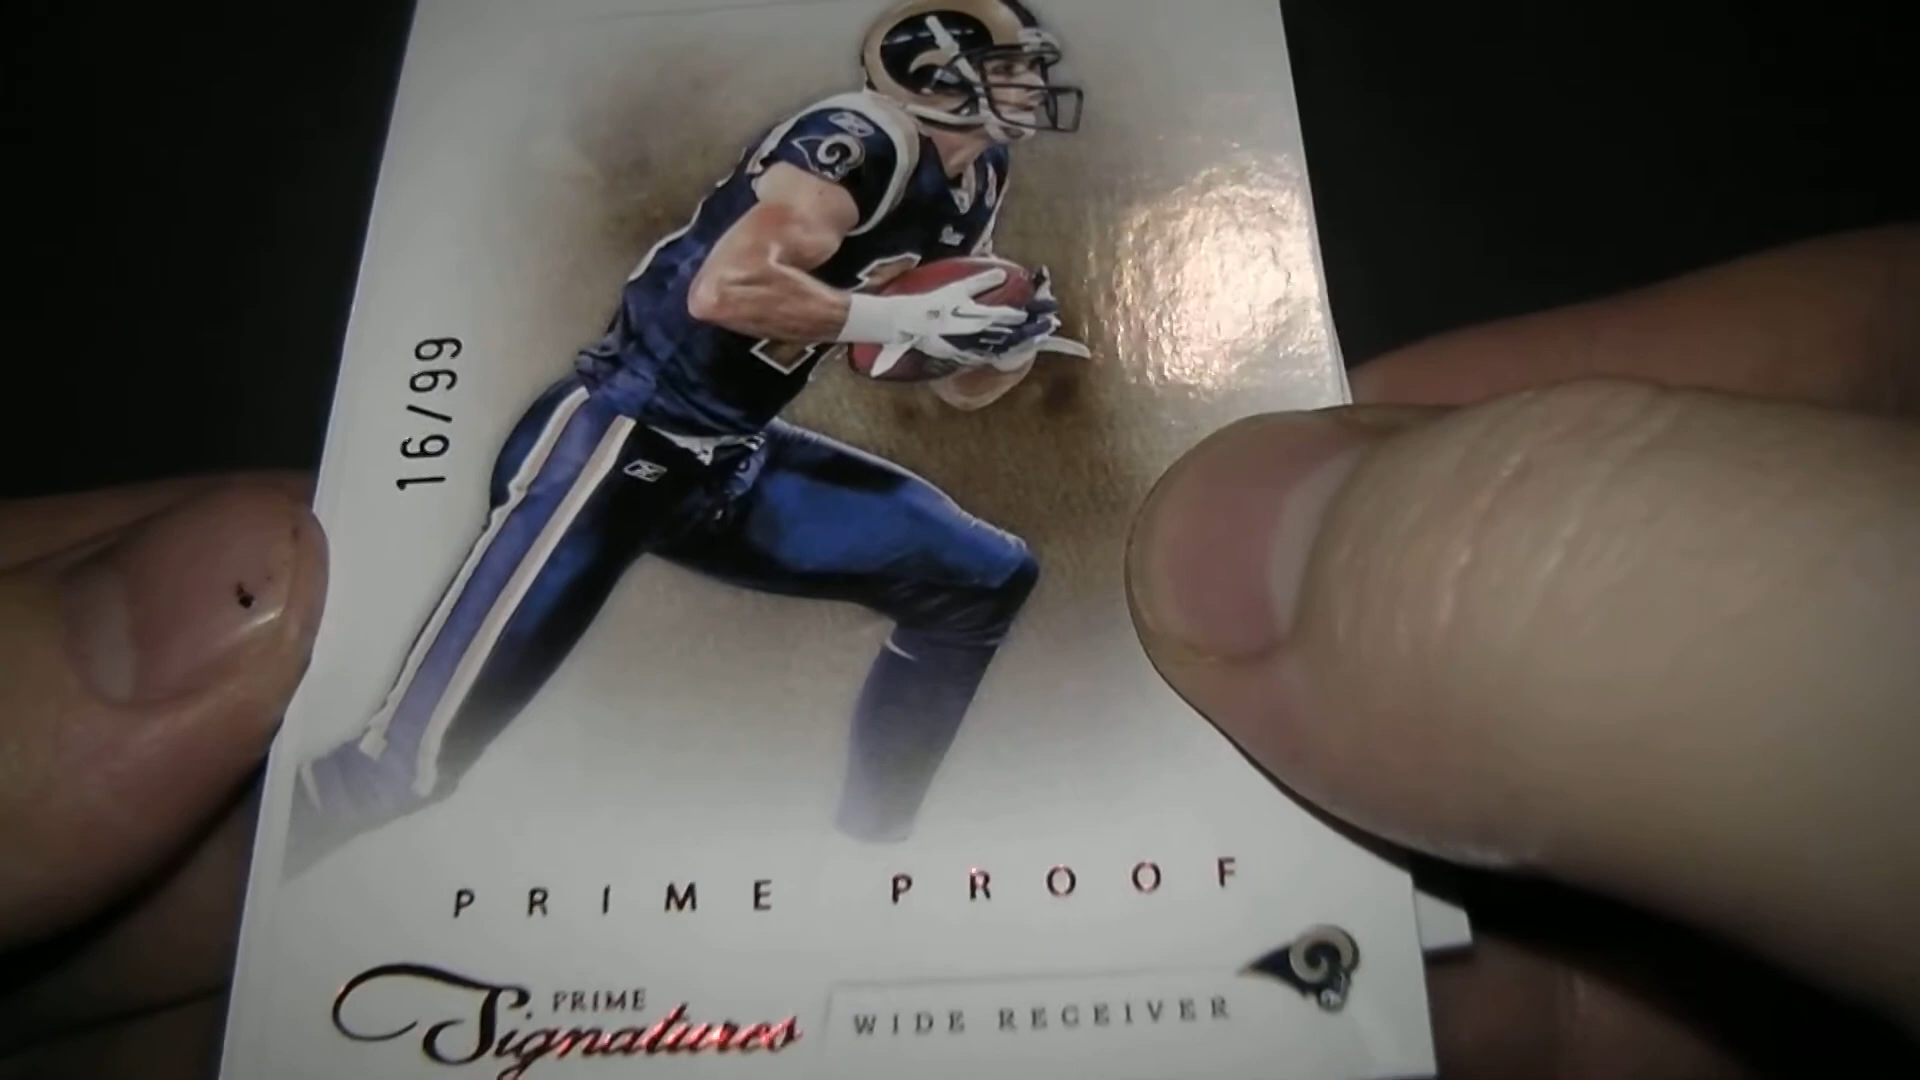 16/99
PRIME PROOF
PRIME
Signatures
WIDE RECEIVER